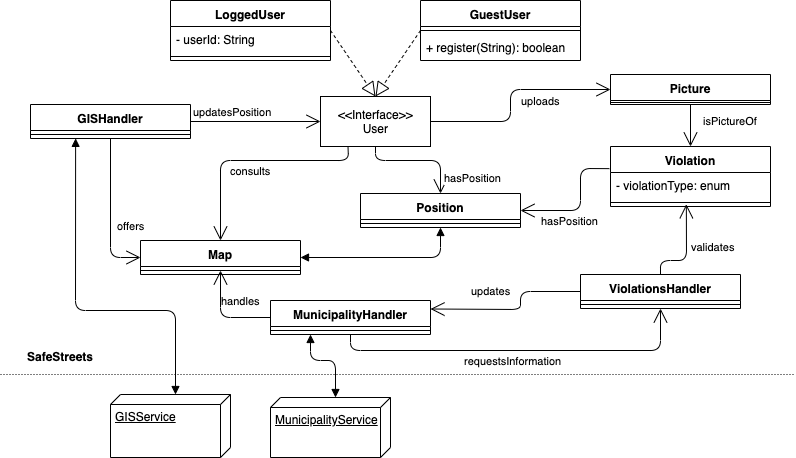 LoggedUser
- userId: String
GuestUser
+ register(String): boolean
GISHandler
updatesPosition
<<Interface>>
User
uploads
Picture
isPictureOf
consults
hasPosition
Violation
- violationType: enum
hasPosition
Position
offers
Map
validates
handles
MunicipalityHandler
updates
ViolationsHandler
requestsInformation
SafeStreets
GISService
MunicipalityService